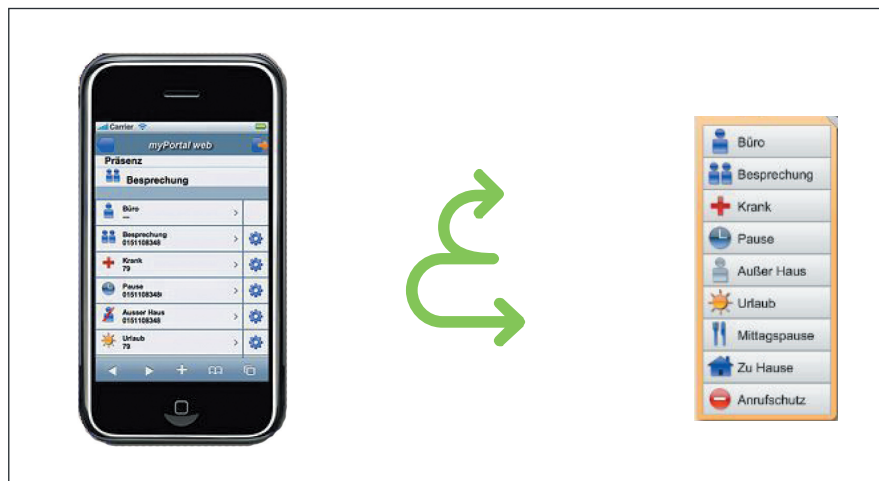 Carrier
myPortal web
Präsenz
Besprechung
Büro
—
Besprechung
0151108348
Krank
79
Pause
0151108348
Ausser Haus
0151108348
Urlaub
79
Büro
Besprechung
Krank
Pause
Außer Haus
Urlaub
Mittagspause
Zu Hause
Anrufschutz